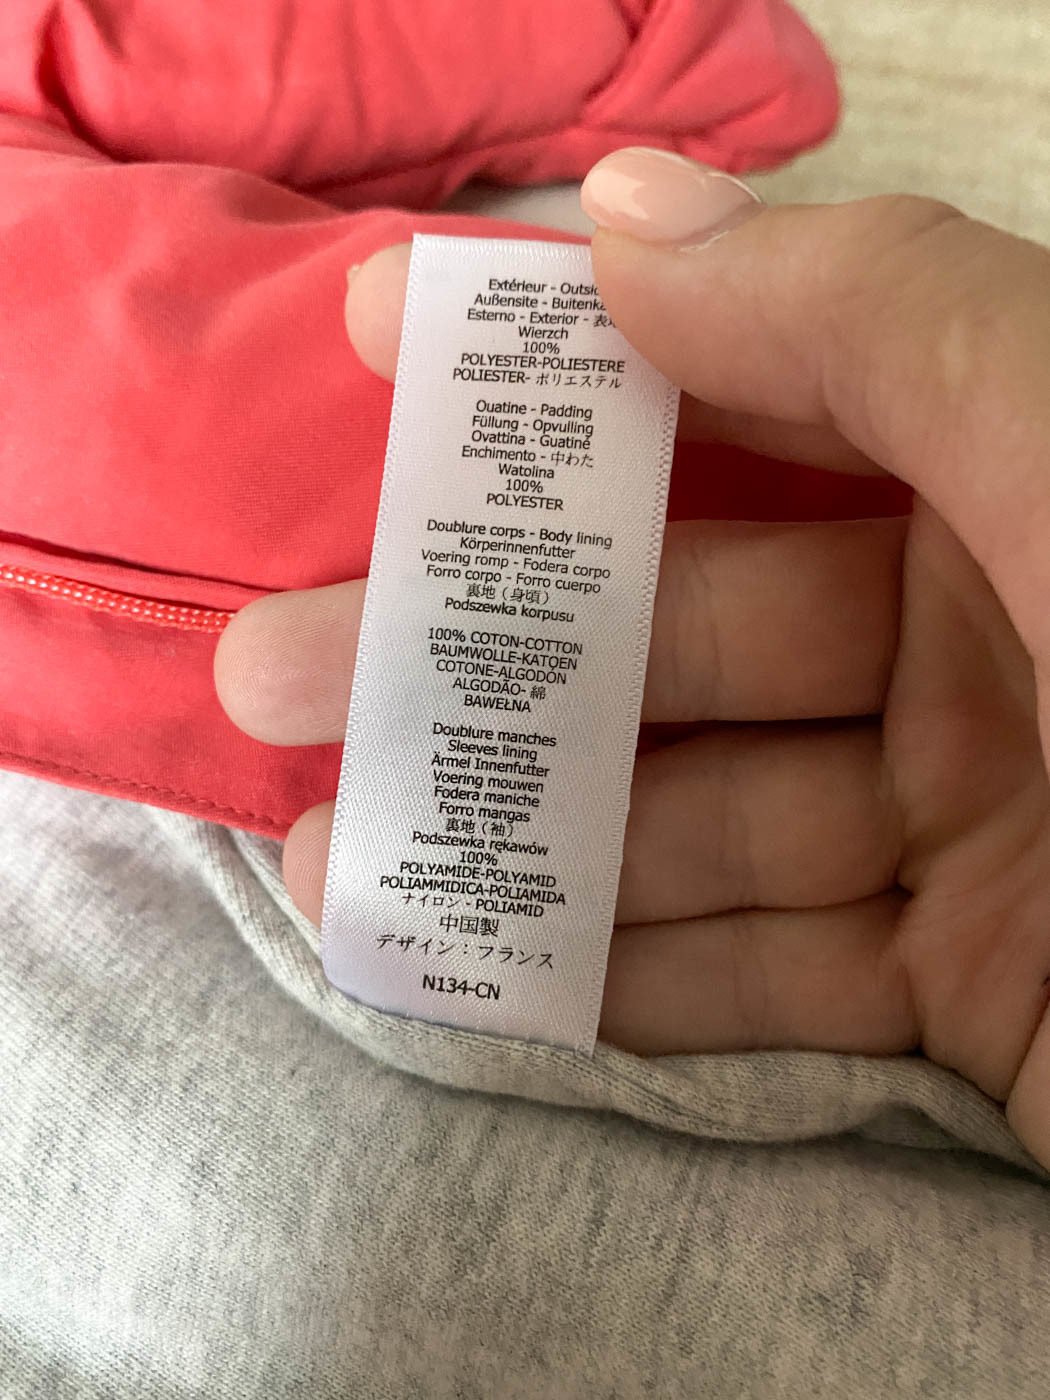 Extérieur - 
Außensite - 
Esterno - Exterior - 
Wierzch
100%
POLYESTER-POLIESTERE
POLIESTER- ポリエステル
Ouatine - Padding
Füllung - Opvulling
Ovattina - Guatiné
Enchimento - 中わた
Watolina
100%
POLYESTER
Doublure corps - Body lining
Körperinnenfutter
Voering romp - Fodera corpo
Forro corpo - Forro cuerpo
裏地（身頃）
Podszewka korpusu
100% COTON-COTTON
BAUMWOLLE-KATOEN
COTONE-ALGODÓN
ALGODÃO- 綿
BAWEŁNA
Doublure manches
Sleeves lining
Ärmel Innenfutter
Voering mouwen
Fodera maniche
Forro mangas
裏地（袖）
Podszewka rękawów
100%
POLYAMIDE-POLYAMID
POLIAMMIDICA-POLIAMIDA
ナイロン - POLIAMID
中国製
デザイン：フランス
N134-CN